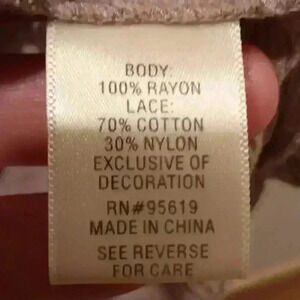 BODY:
100% RAYON
LACE:
70% COTTON
30% NYLON
EXCLUSIVE OF
DECORATION
RN#95619
MADE IN CHINA
SEE REVERSE
FOR CARE